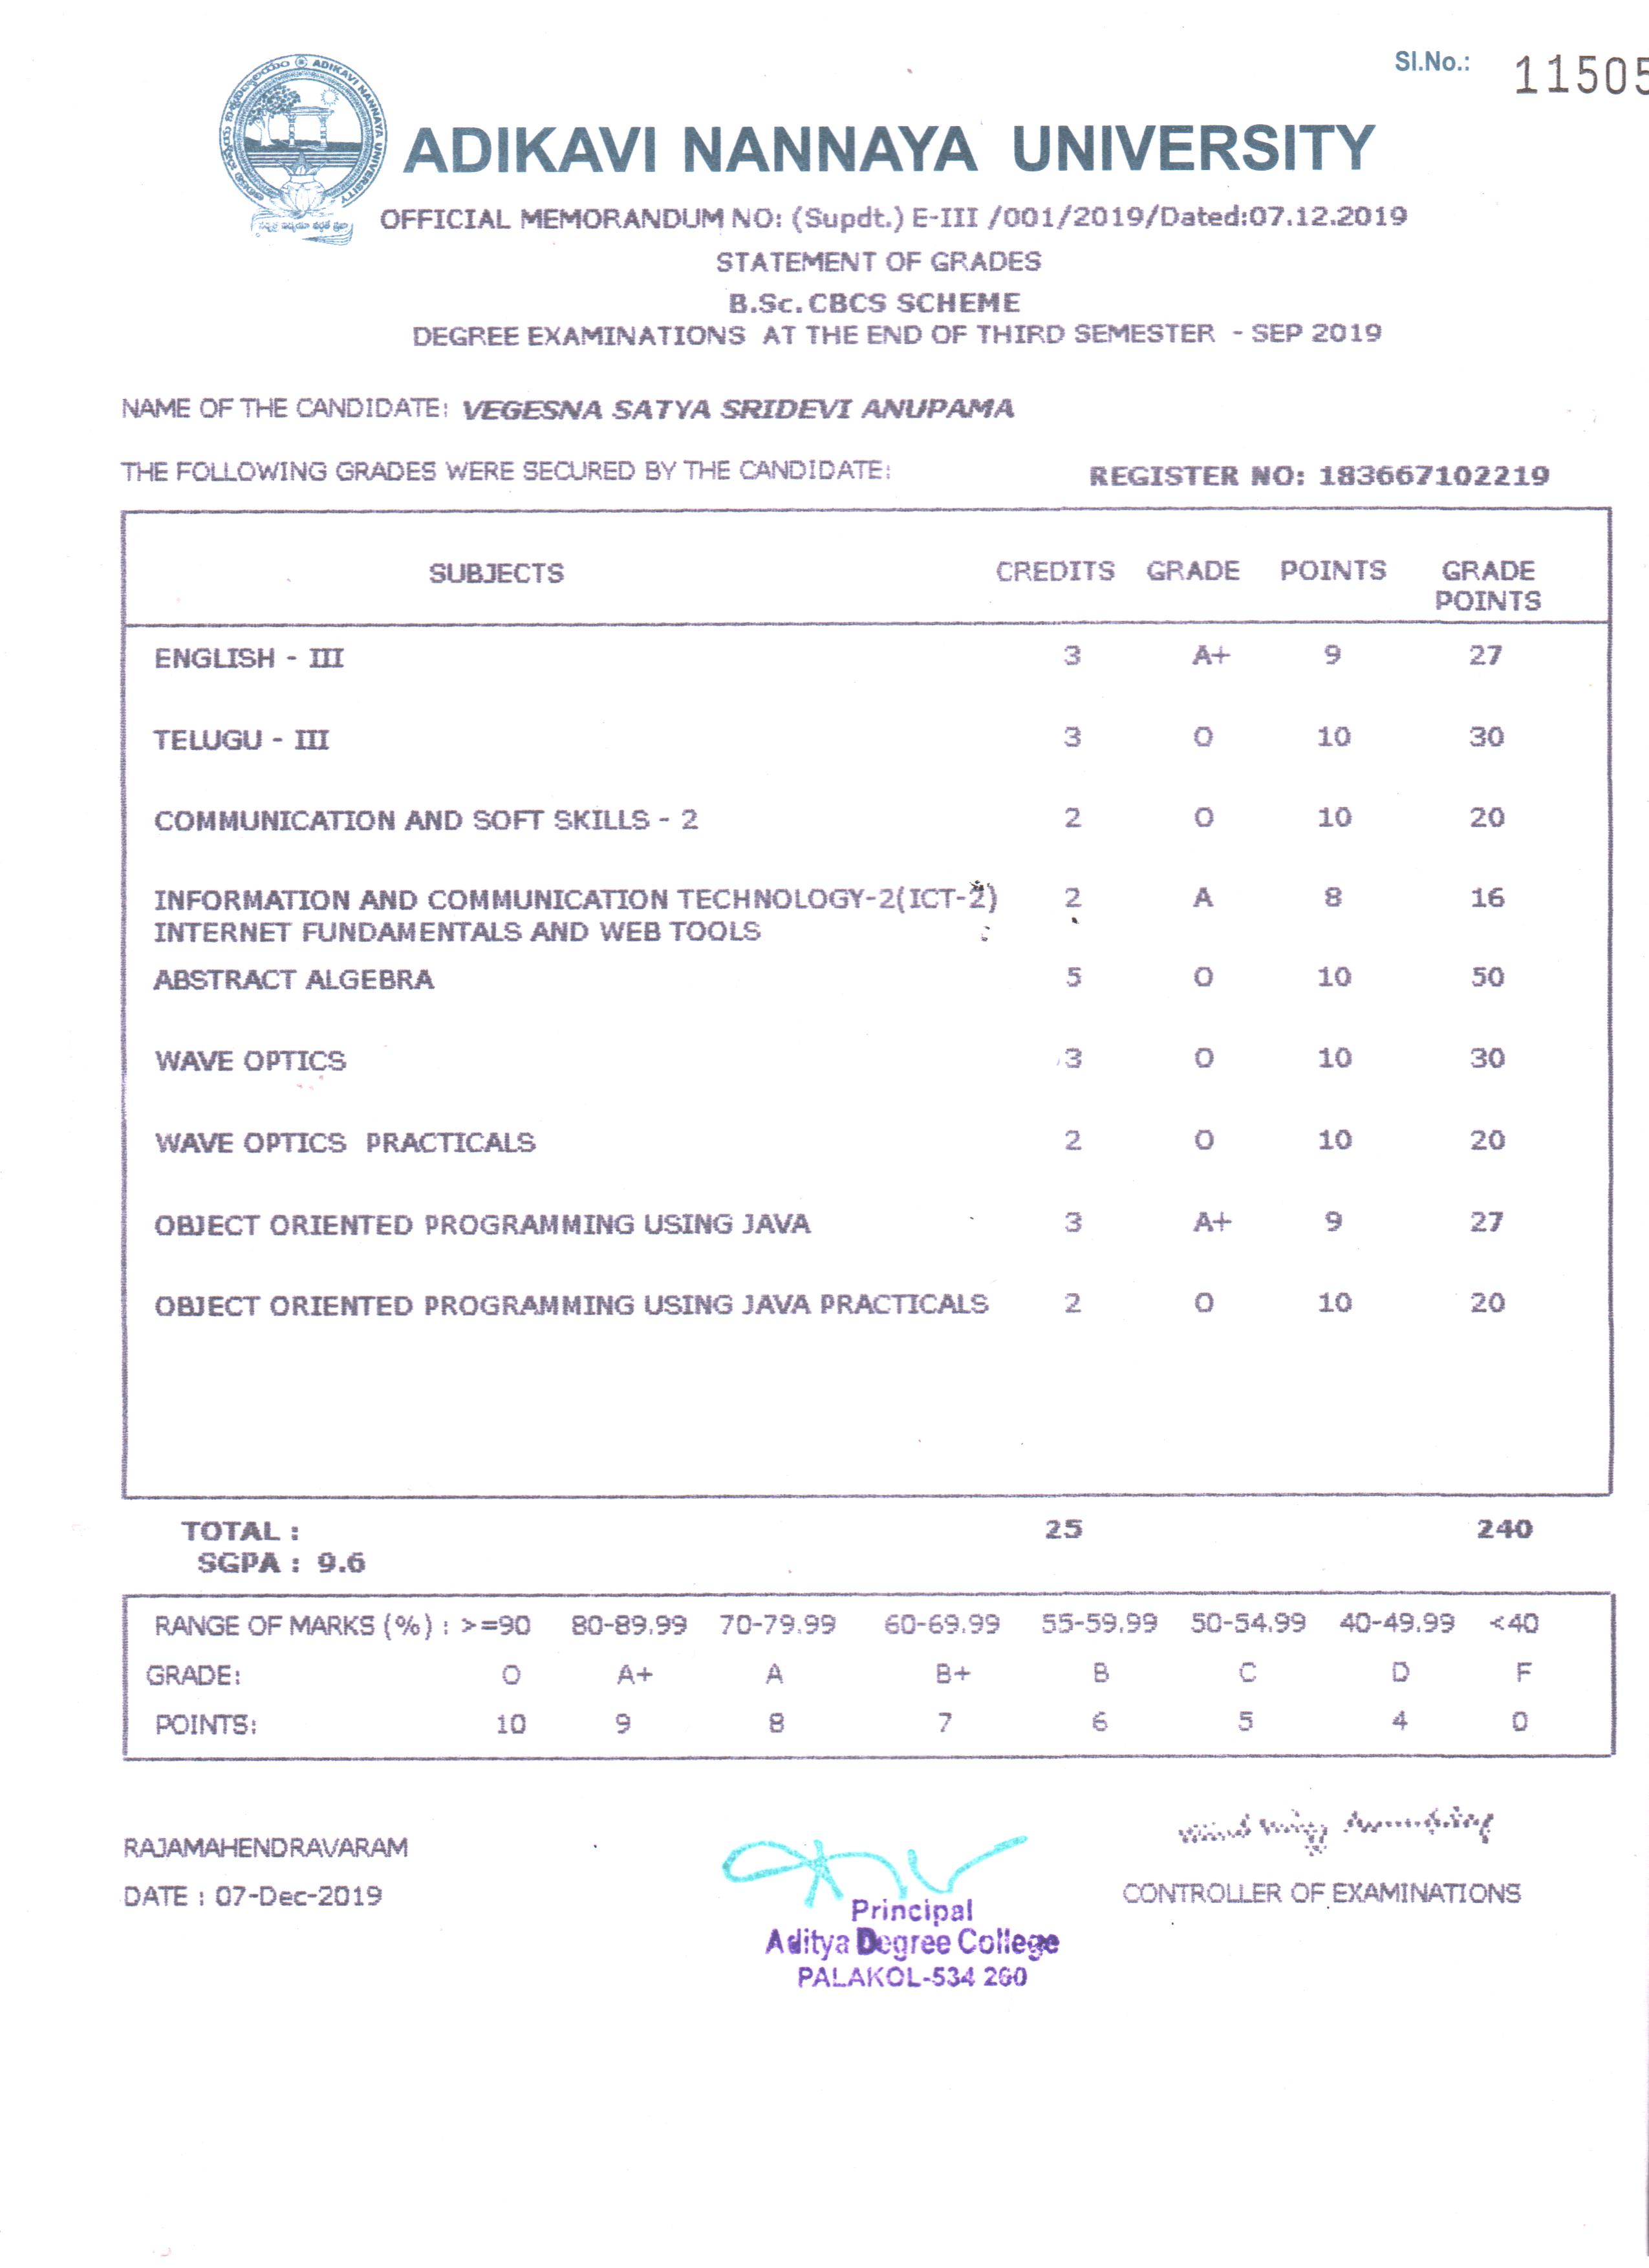 Sl.No.: 11505
ADIKAVI NANNAYA UNIVERSITY
ADIKAVI NANNAYA UNIVERSITY
OFFICIAL MEMORANDUM NO: (Supdt.) E-III /001/2019/Dated:07.12.2019
STATEMENT OF GRADES
B.Sc. CBCS SCHEME
DEGREE EXAMINATIONS AT THE END OF THIRD SEMESTER - SEP 2019
NAME OF THE CANDIDATE: VEGESNA SATYA SRIDEVI ANUPAMA
THE FOLLOWING GRADES WERE SECURED BY THE CANDIDATE: REGISTER NO: 183667102219
SUBJECTS CREDITS GRADE POINTS GRADE
POINTS
ENGLISH - III 3 A+ 9 27
TELUGU - III 3 O 10 30
COMMUNICATION AND SOFT SKILLS - 2 2 O 10 20
INFORMATION AND COMMUNICATION TECHNOLOGY-2(ICT-2) 2 A 8 16
INTERNET FUNDAMENTALS AND WEB TOOLS
ABSTRACT ALGEBRA 5 O 10 50
WAVE OPTICS 3 O 10 30
WAVE OPTICS PRACTICALS 2 O 10 20
OBJECT ORIENTED PROGRAMMING USING JAVA 3 A+ 9 27
OBJECT ORIENTED PROGRAMMING USING JAVA PRACTICALS 2 O 10 20
TOTAL : 25 240
SGPA : 9.6
RANGE OF MARKS (%) : >=90 80-89.99 70-79.99 60-69.99 55-59.99 50-54.99 40-49.99 <40
GRADE: O A+ A B+ B C D F
POINTS: 10 9 8 7 6 5 4 0
RAJAMAHENDRAVARAM
DATE : 07-Dec-2019
CONTROLLER OF EXAMINATIONS
Principal
Aditya Degree College
PALAKOL-534 260